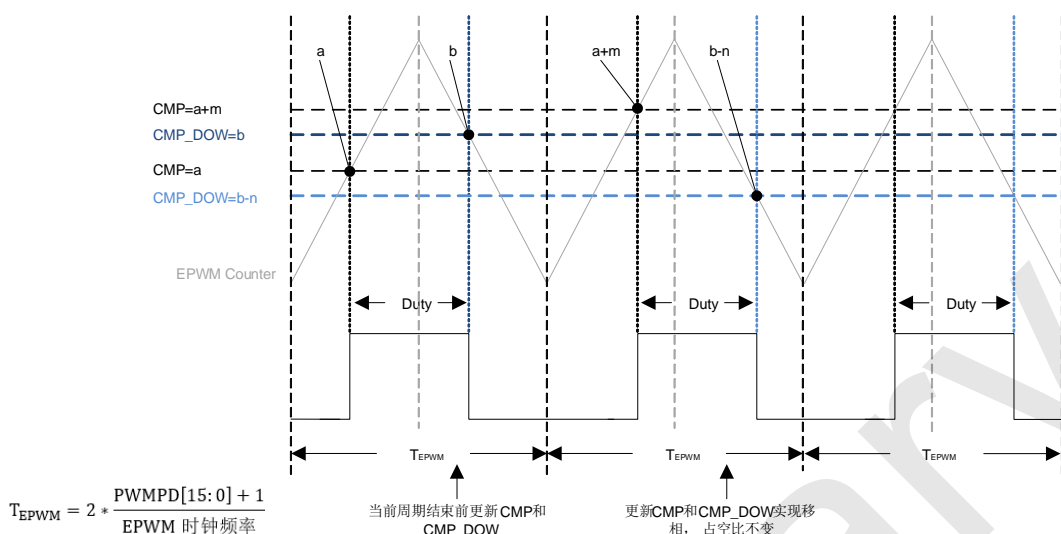 a b a+m b-n
CMP=a+m
CMP_DOW=b
CMP=a
CMP_DOW=b-n
EPWM Counter
Duty Duty Duty
TEPWM TEPWM TEPWM
当前周期结束前更新CMP和
CMP_DOW
更新CMP和CMP_DOW实现移
相，占空比不变
TEPWM = 2 * (PWMPD[15:0] + 1) / EPWM 时钟频率